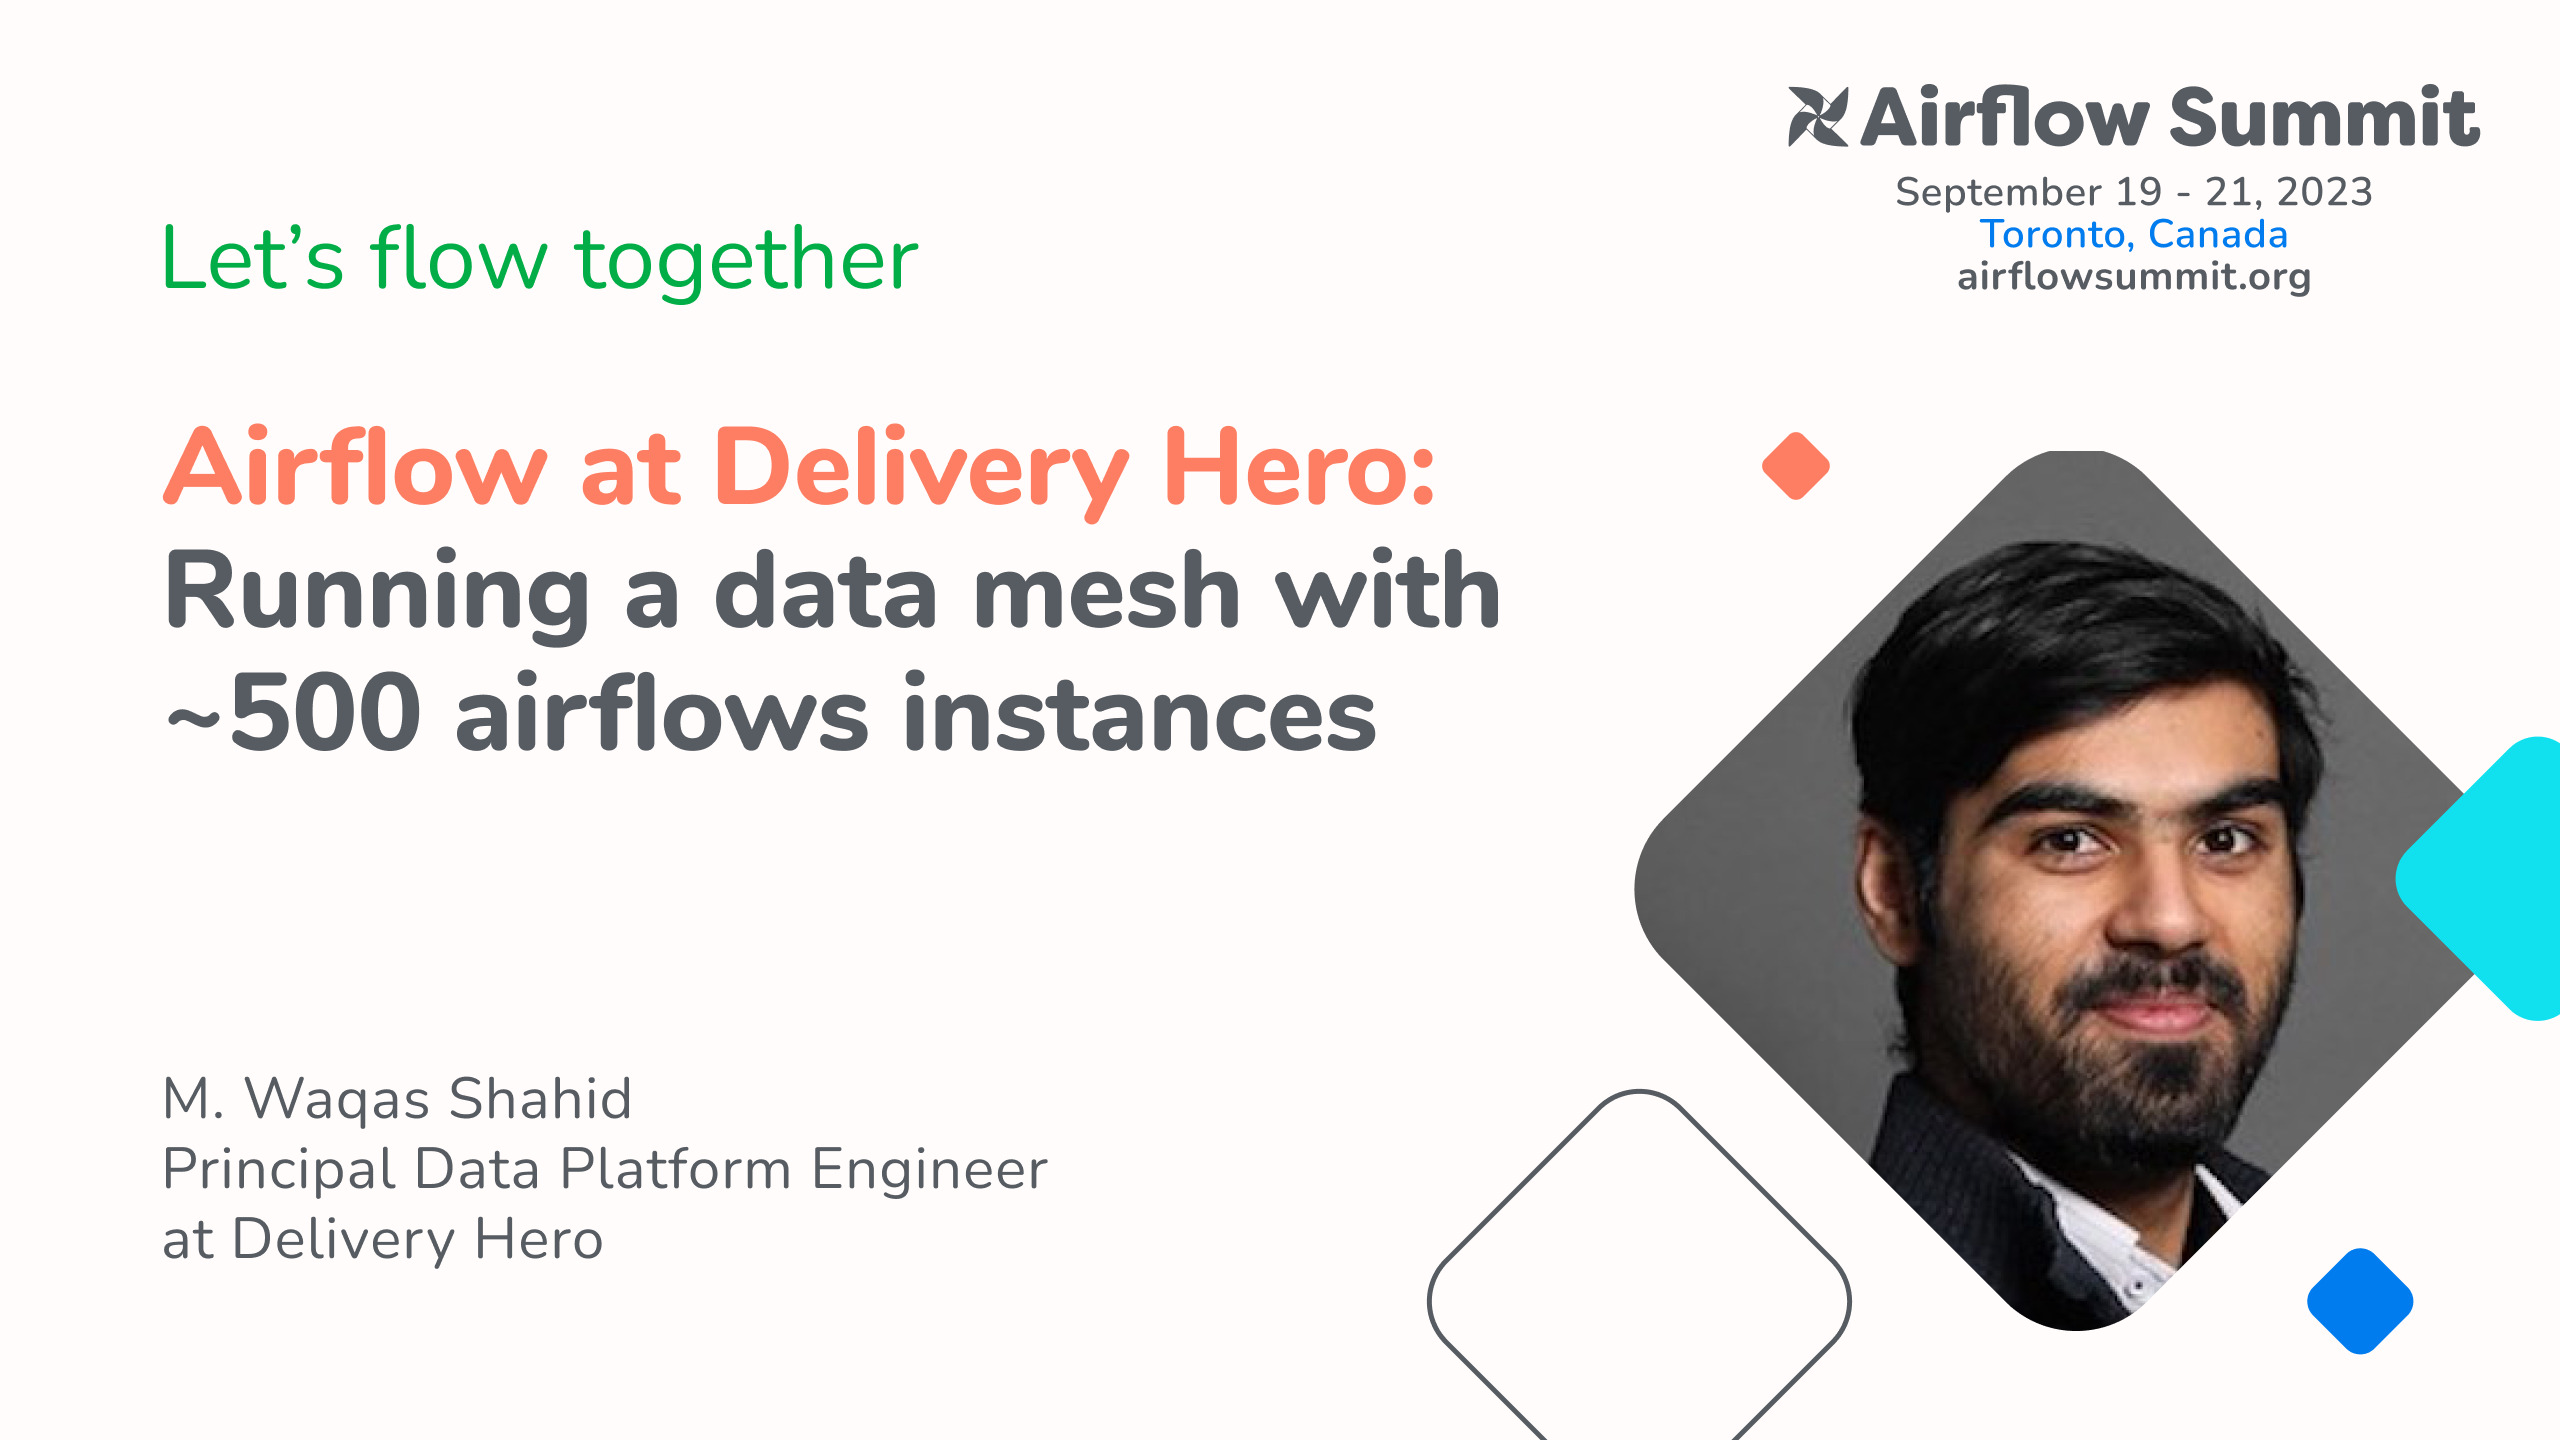 Airflow Summit
September 19 - 21, 2023
Toronto, Canada
airflowsummit.org
Let’s flow together
Airflow at Delivery Hero:
Running a data mesh with
~500 airflows instances
M. Waqas Shahid
Principal Data Platform Engineer
at Delivery Hero